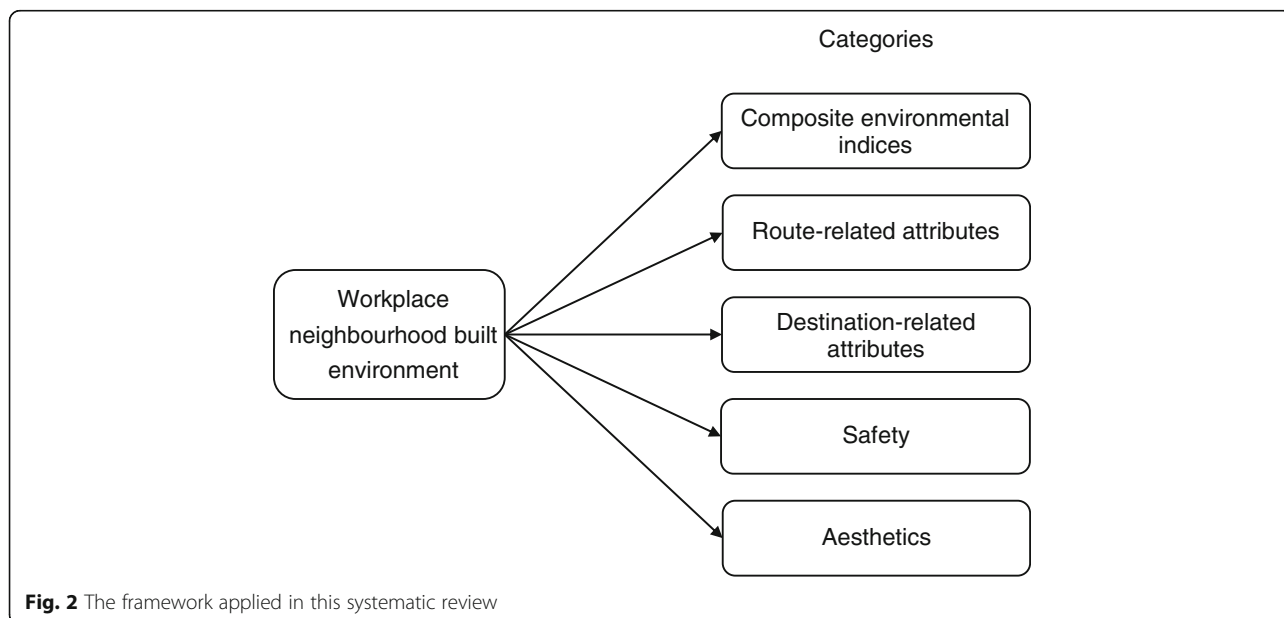 Categories
Composite environmental
indices
Route-related attributes
Workplace
neighbourhood built
environment
Destination-related
attributes
Safety
Aesthetics
Fig. 2 The framework applied in this systematic review